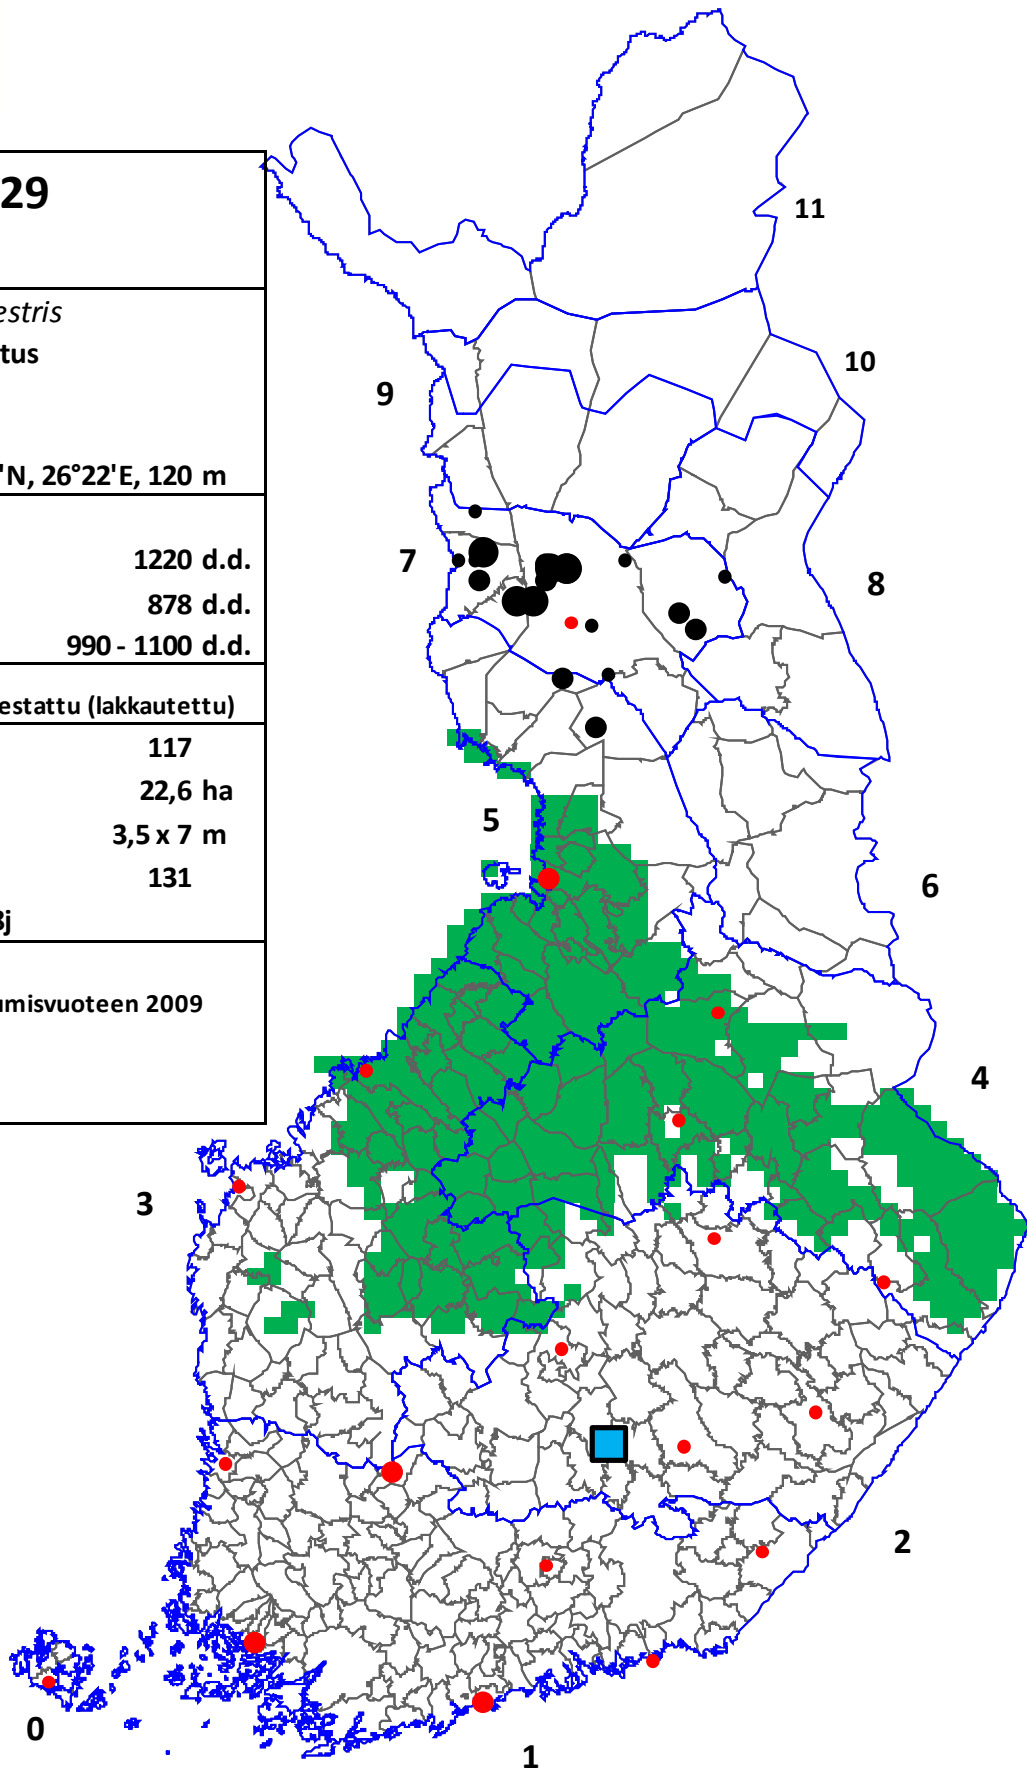 29
estris
tus
'N, 26°22'E, 120 m
1220 d.d.
878 d.d.
990 - 1100 d.d.
estattu (lakkautettu)
117
22,6 ha
3,5 x 7 m
131
3j
umisvuoteen 2009
11
10
9
7
8
5
6
4
3
2
0
1